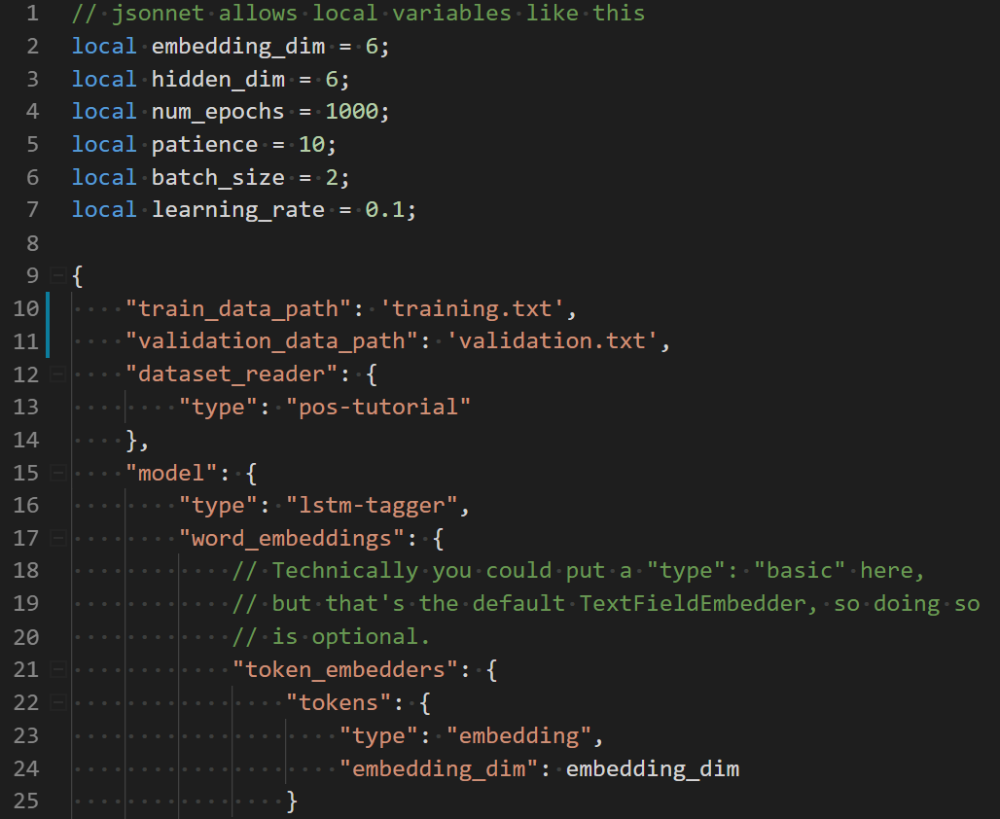 1 // jsonnet allows local variables like this
2 local embedding_dim = 6;
3 local hidden_dim = 6;
4 local num_epochs = 1000;
5 local patience = 10;
6 local batch_size = 2;
7 local learning_rate = 0.1;
8
9 {
10     "train_data_path": 'training.txt',
11     "validation_data_path": 'validation.txt',
12     "dataset_reader": {
13         "type": "pos-tutorial"
14     },
15     "model": {
16         "type": "lstm-tagger",
17         "word_embeddings": {
18             // Technically you could put a "type": "basic" here,
19             // but that's the default TextFieldEmbedder, so doing so
20             // is optional.
21             "token_embedders": {
22                 "tokens": {
23                     "type": "embedding",
24                     "embedding_dim": embedding_dim
25                 }